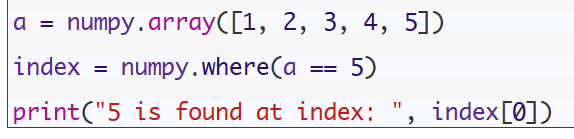 a = numpy.array([1, 2, 3, 4, 5])
index = numpy.where(a == 5)
print("5 is found at index: ", index[0])